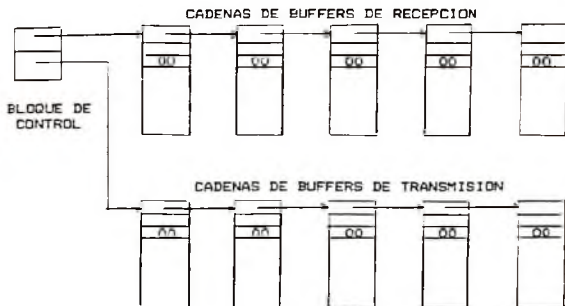 CADENAS DE BUFFERS DE RECEPCION
00 00 00 00 00
BLOQUE DE
CONTROL
CADENAS DE BUFFERS DE TRANSMISION
00 00 00 00 00